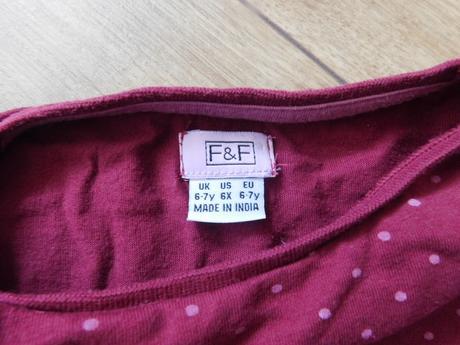 F&F
UK US EU
6-7y 6X 6-7y
MADE IN INDIA